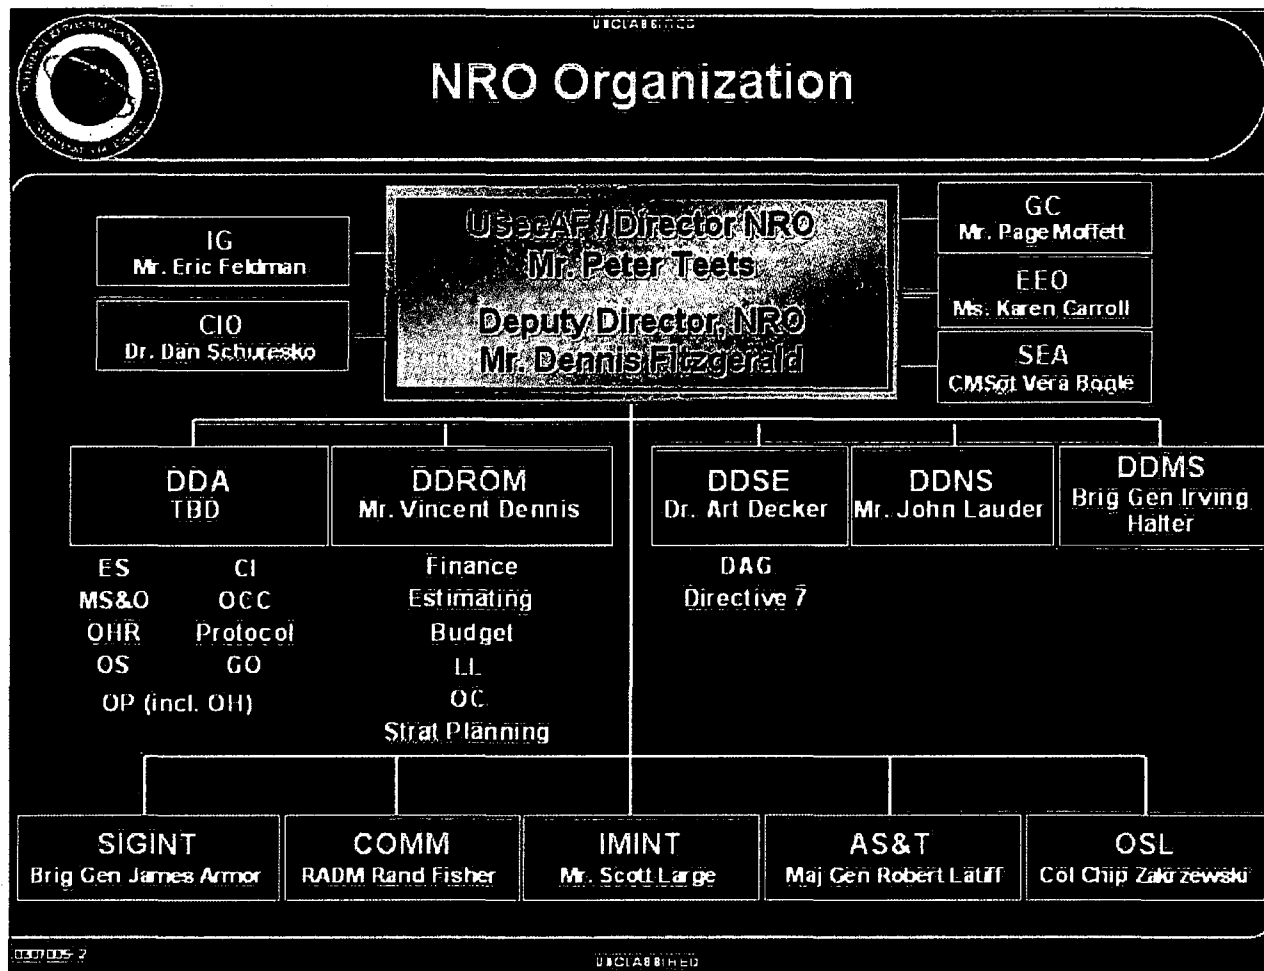 UNCLASSIFIED
NRO Organization
USecAF / Director NRO
Mr. Peter Teets
Deputy Director, NRO
Mr. Dennis Fitzgerald
IG
Mr. Eric Feldman
CIO
Dr. Dan Schuresko
GC
Mr. Page Moffett
EEO
Ms. Karen Carroll
SEA
CMSgt Vera Bogle
DDA
TBD
ES CI
MS&O OCC
OHR Protocol
OS GO
OP (incl. OH)
DDROM
Mr. Vincent Dennis
Finance
Estimating
Budget
LL
OC
Strat Planning
DDSE
Dr. Art Decker
DAG
Directive 7
DDNS
Mr. John Lauder
DDMS
Brig Gen Irving
Halter
SIGINT
Brig Gen James Armor
COMM
RADM Rand Fisher
IMINT
Mr. Scott Large
AS&T
Maj Gen Robert Latiff
OSL
Col Chip Zakrzewski
0307005-2
UNCLASSIFIED